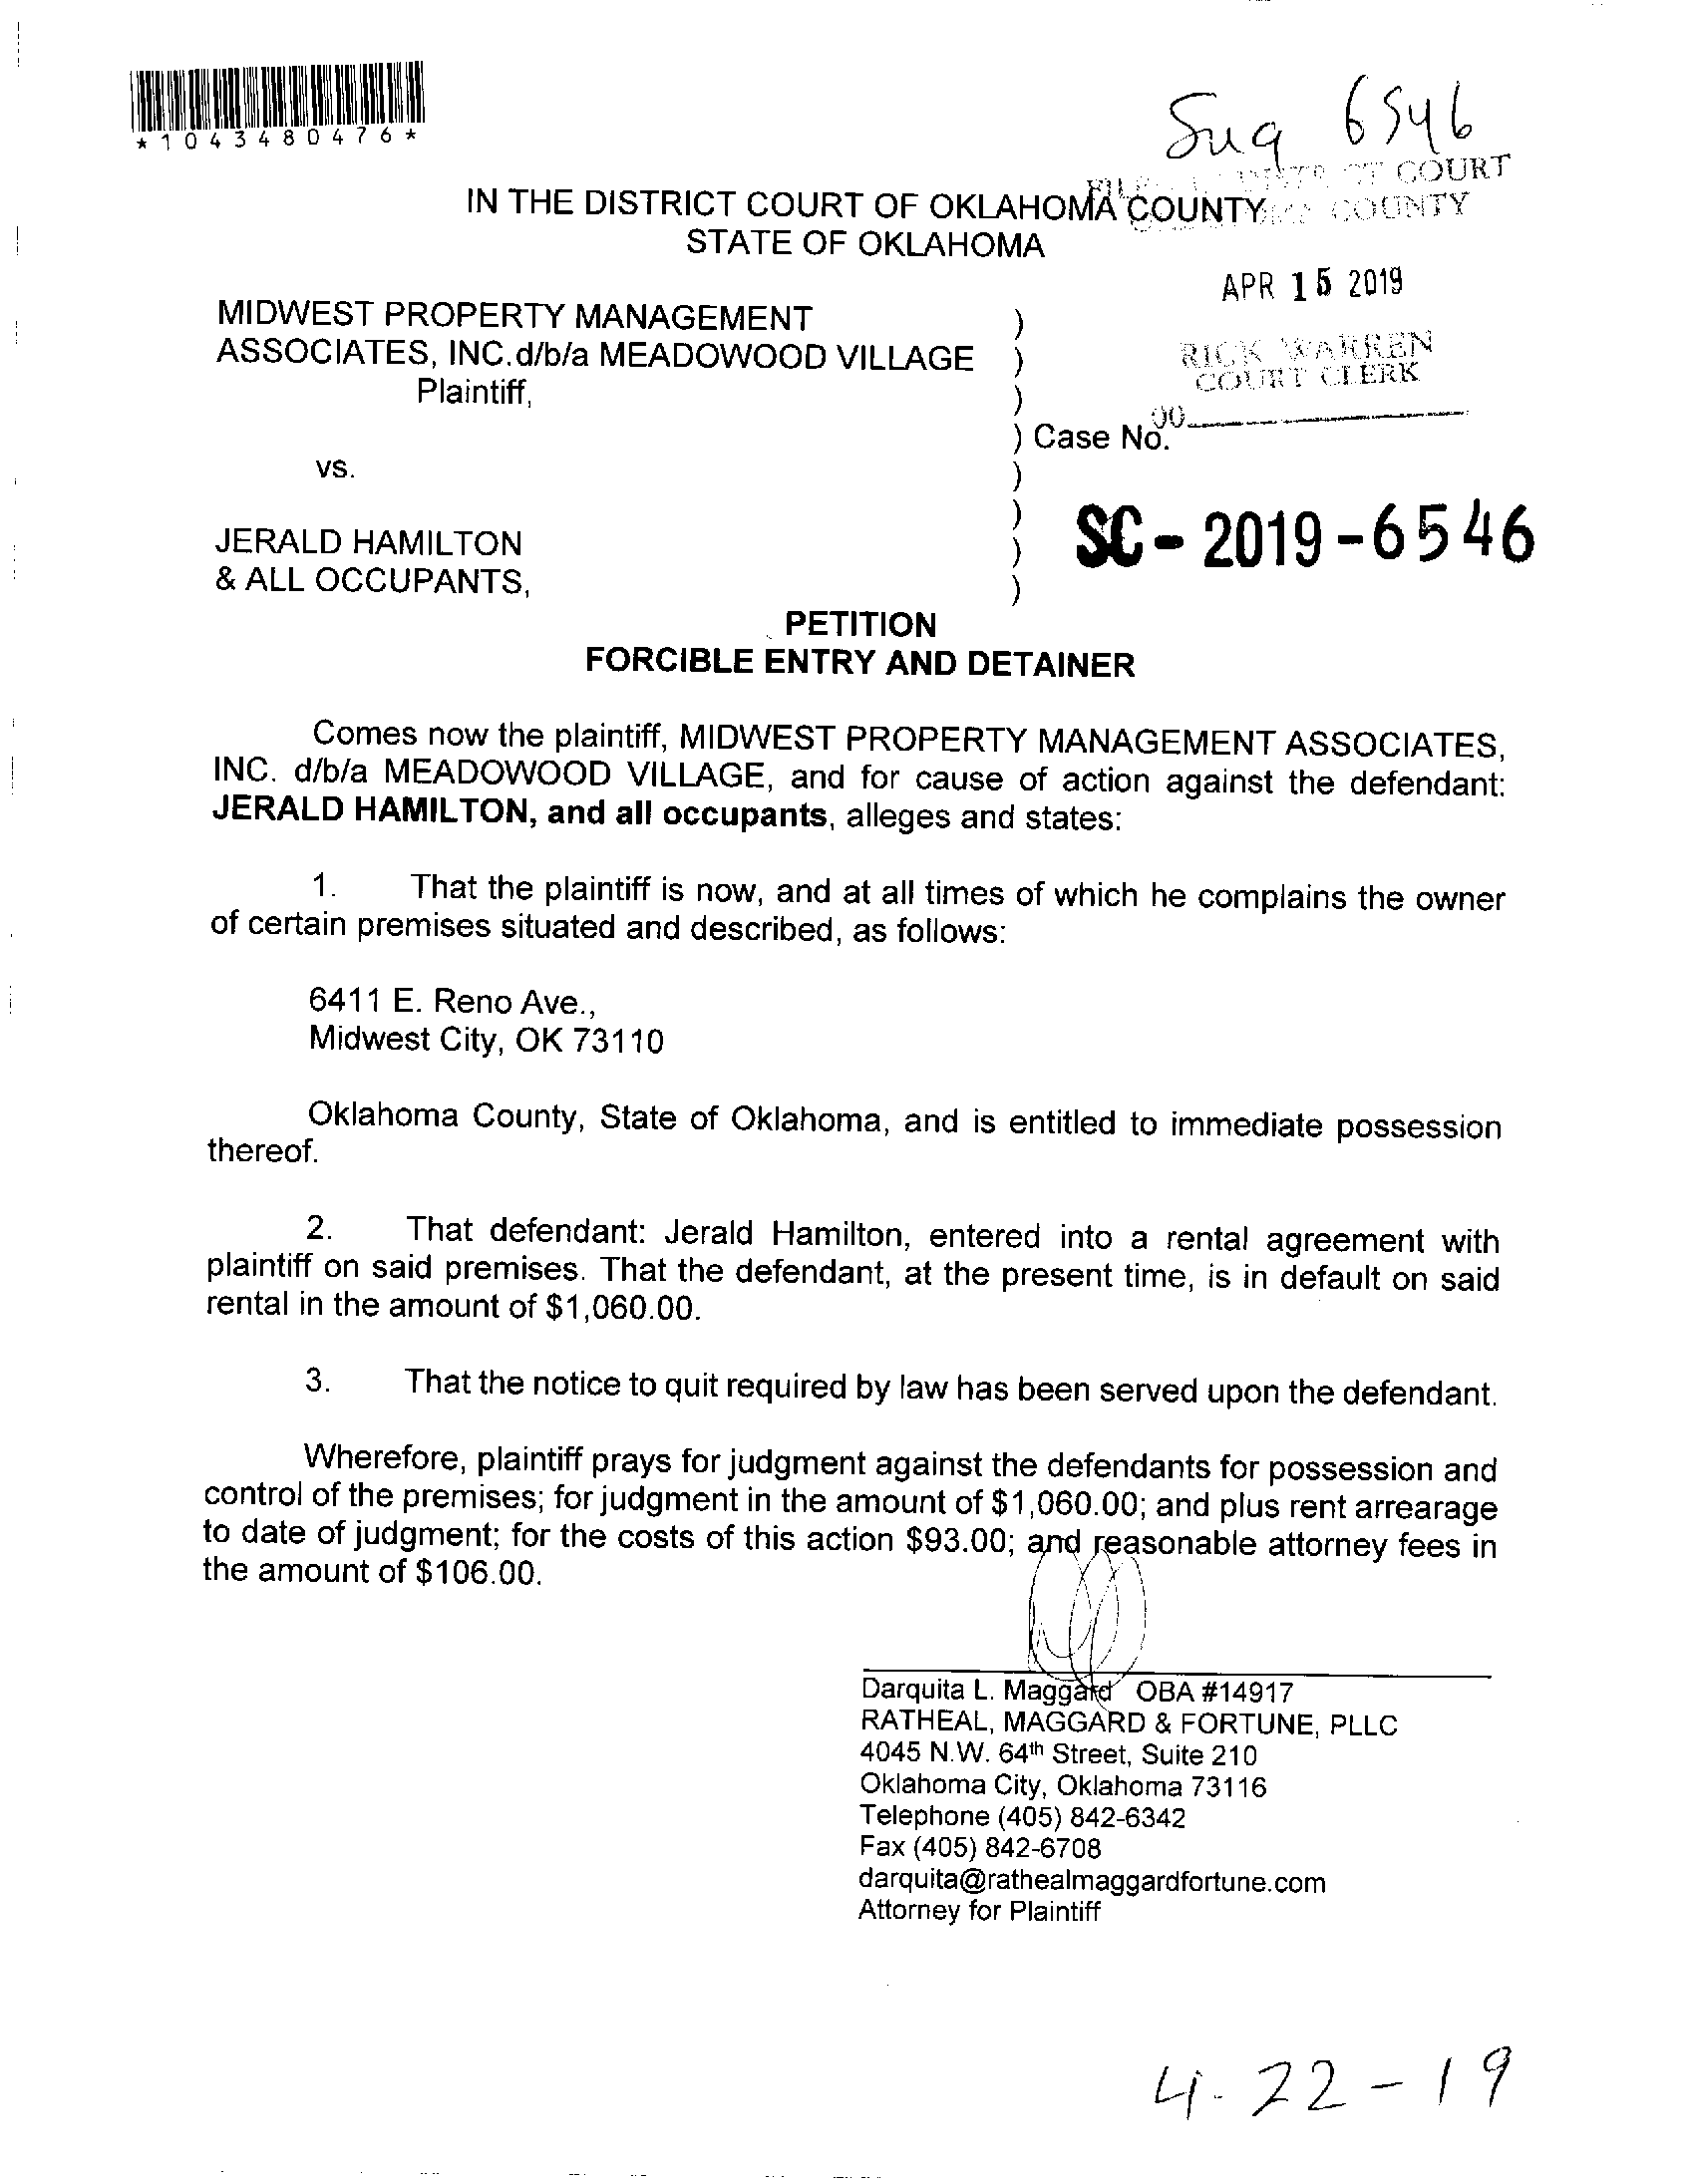 *1043480476*
6546
COURT
IN THE DISTRICT COURT OF OKLAHOMA COUNTY
COUNTY
STATE OF OKLAHOMA
APR 15 2019
MIDWEST PROPERTY MANAGEMENT )
ASSOCIATES, INC.d/b/a MEADOWOOD VILLAGE )
RICK WARREN
COURT CLERK
Plaintiff, )
) Case No.
vs. )
)
SC-2019-6546
JERALD HAMILTON )
& ALL OCCUPANTS, )
PETITION
FORCIBLE ENTRY AND DETAINER
Comes now the plaintiff, MIDWEST PROPERTY MANAGEMENT ASSOCIATES,
INC. d/b/a MEADOWOOD VILLAGE, and for cause of action against the defendant:
JERALD HAMILTON, and all occupants, alleges and states:
1. That the plaintiff is now, and at all times of which he complains the owner
of certain premises situated and described, as follows:
6411 E. Reno Ave.,
Midwest City, OK 73110
Oklahoma County, State of Oklahoma, and is entitled to immediate possession
thereof.
2. That defendant: Jerald Hamilton, entered into a rental agreement with
plaintiff on said premises. That the defendant, at the present time, is in default on said
rental in the amount of $1,060.00.
3. That the notice to quit required by law has been served upon the defendant.
Wherefore, plaintiff prays for judgment against the defendants for possession and
control of the premises; for judgment in the amount of $1,060.00; and plus rent arrearage
to date of judgment; for the costs of this action $93.00; and reasonable attorney fees in
the amount of $106.00.
Darquita L. Maggard OBA #14917
RATHEAL, MAGGARD & FORTUNE, PLLC
4045 N.W. 64th Street, Suite 210
Oklahoma City, Oklahoma 73116
Telephone (405) 842-6342
Fax (405) 842-6708
darquita@rathealmaggardfortune.com
Attorney for Plaintiff
4-22-19